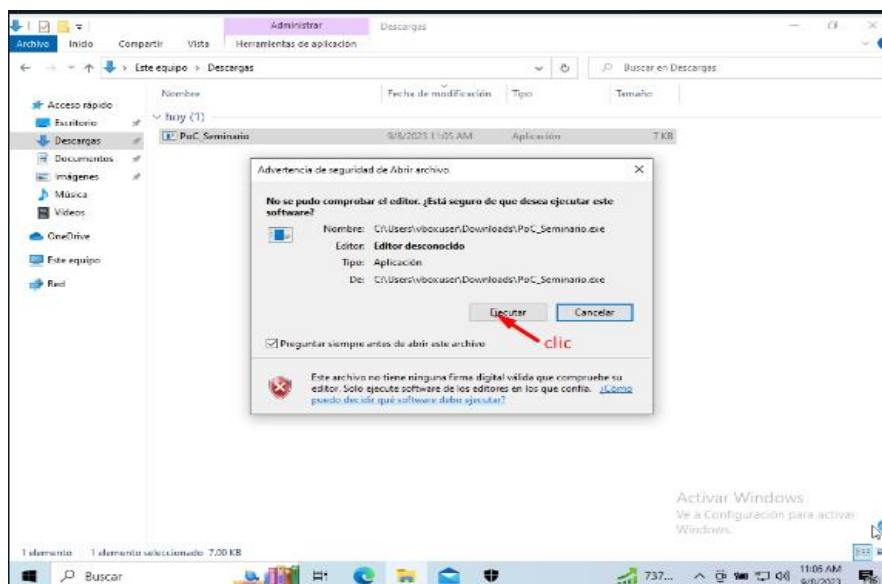 Administrar
Descargas
Archivo Inicio Compartir Vista Herramientas de aplicación
Este equipo > Descargas
Buscar en Descargas
Nombre Fecha de modificación Tipo Tamaño
Acceso rápido
hoy (1)
Escritorio
PoC_Seminario 9/8/2023 11:05 AM Aplicación 7 KB
Descargas
Documentos
Imágenes
Música
Vídeos
OneDrive
Este equipo
Red
Advertencia de seguridad de Abrir archivo
No se pudo comprobar el editor. ¿Está seguro de que desea ejecutar este
software?
Nombre: C:\Users\vboxuser\Downloads\PoC_Seminario.exe
Editor: Editor desconocido
Tipo: Aplicación
De: C:\Users\vboxuser\Downloads\PoC_Seminario.exe
Ejecutar Cancelar
clic
Preguntar siempre antes de abrir este archivo
Este archivo no tiene ninguna firma digital válida que compruebe su
editor. Solo ejecute software de los editores en los que confía. ¿Cómo
puedo decidir qué software debo ejecutar?
Activar Windows
Ve a Configuración para activar
Windows.
1 elemento 1 elemento seleccionado 7.00 KB
Buscar
737...
11:05 AM
9/8/2023